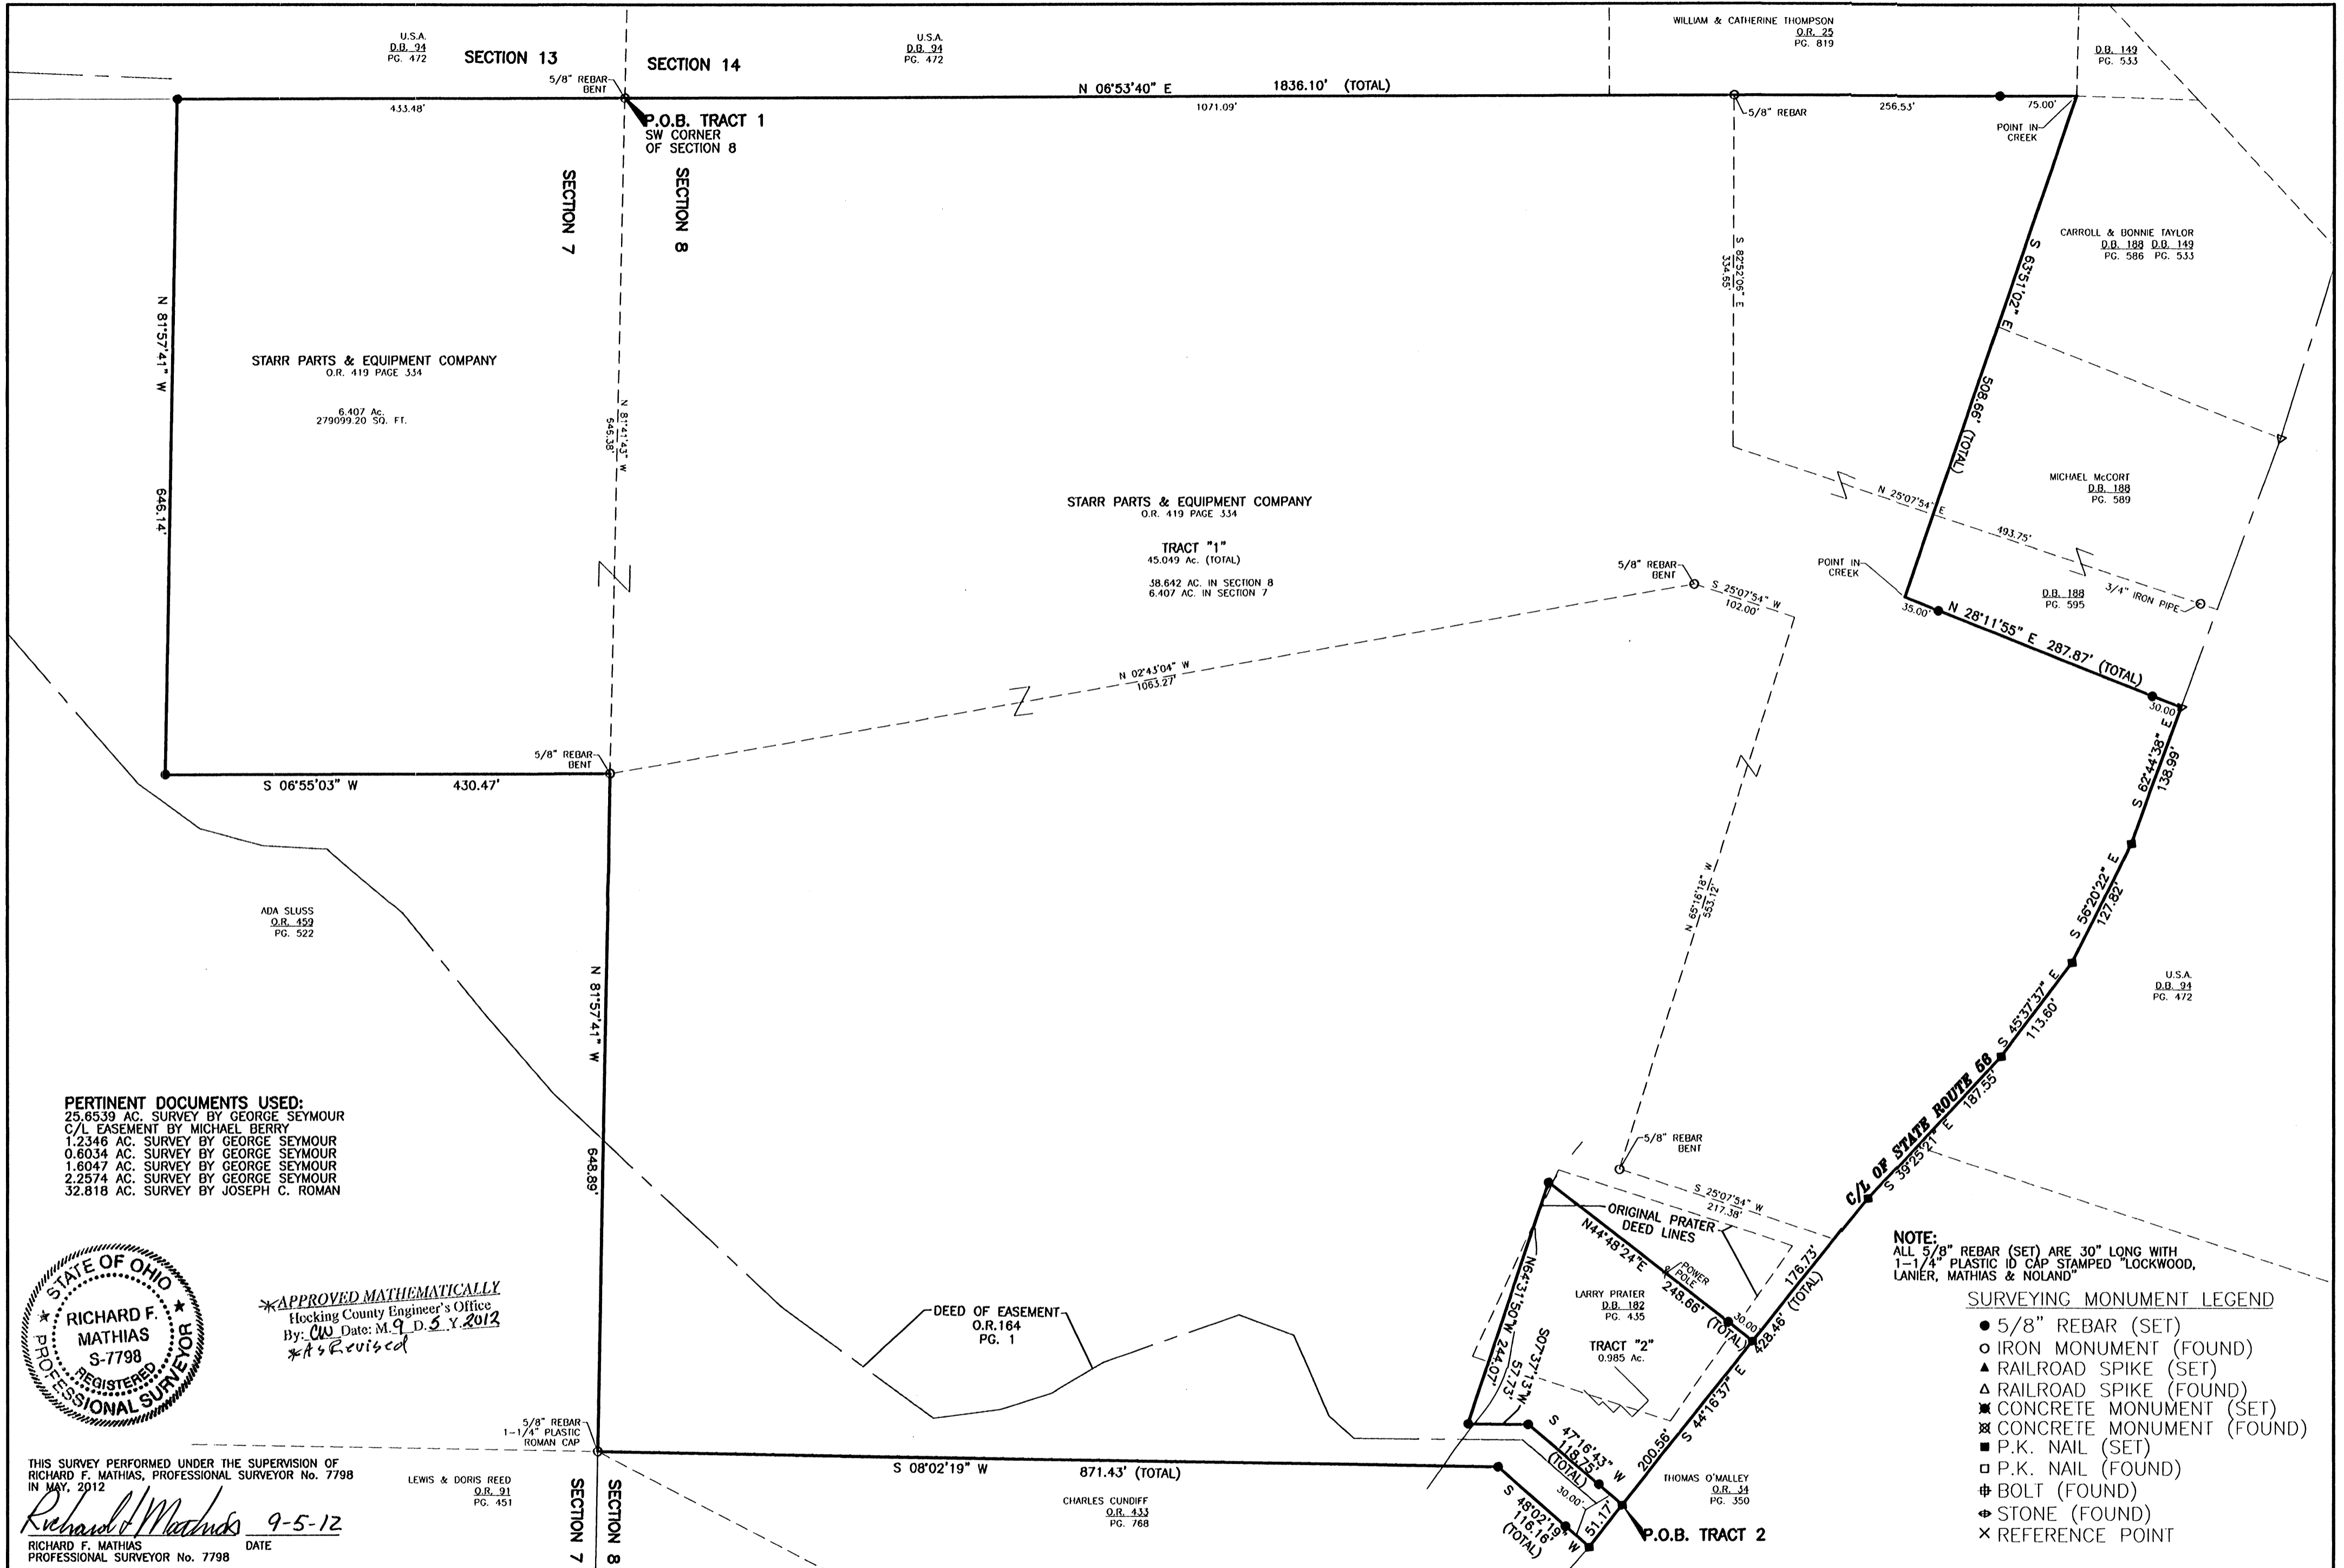 U.S.A.
D.B. 94
PG. 472
SECTION 13
SECTION 14
U.S.A.
D.B. 94
PG. 472
WILLIAM & CATHERINE THOMPSON
O.R. 25
PG. 819
D.B. 149
PG. 533
5/8" REBAR
BENT
N 06°53'40" E 1836.10' (TOTAL)
433.48'
1071.09'
256.53'
75.00'
5/8" REBAR
POINT IN
CREEK
P.O.B. TRACT 1
SW CORNER
OF SECTION 8
SECTION 7
SECTION 8
S 82°52'06" E
334.65'
CARROLL & BONNIE TAYLOR
D.B. 188 D.B. 149
PG. 586 PG. 533
S 63°51'02" E
508.66' (TOTAL)
N 81°57'41" W 646.14'
STARR PARTS & EQUIPMENT COMPANY
O.R. 419 PAGE 334
6.407 Ac.
279099.20 SQ. FT.
N 81°41'43" W
646.38'
STARR PARTS & EQUIPMENT COMPANY
O.R. 419 PAGE 334
TRACT "1"
45.049 Ac. (TOTAL)
38.642 AC. IN SECTION 8
6.407 AC. IN SECTION 7
MICHAEL McCORT
D.B. 188
PG. 589
N 25°07'54" E
493.75'
5/8" REBAR
BENT
S 25°07'54" W
102.00'
POINT IN
CREEK
D.B. 188
PG. 595
3/4" IRON PIPE
35.00'
N 28°11'55" E 287.87' (TOTAL)
30.00'
N 02°43'04" W
1063.27'
5/8" REBAR
BENT
S 06°55'03" W 430.47'
S 62°44'38" E
138.99'
S 56°20'22" E
127.82'
N 65°16'18" W
553.12'
ADA SLUSS
O.R. 459
PG. 522
N 81°57'41" W 648.89'
U.S.A.
D.B. 94
PG. 472
S 45°37'37" E
113.60'
C/L OF STATE ROUTE 56
187.55'
S 39°25'21" E
PERTINENT DOCUMENTS USED:
25.6539 AC. SURVEY BY GEORGE SEYMOUR
C/L EASEMENT BY MICHAEL BERRY
1.2346 AC. SURVEY BY GEORGE SEYMOUR
0.6034 AC. SURVEY BY GEORGE SEYMOUR
1.6047 AC. SURVEY BY GEORGE SEYMOUR
2.2574 AC. SURVEY BY GEORGE SEYMOUR
32.818 AC. SURVEY BY JOSEPH C. ROMAN
5/8" REBAR
BENT
S 25°07'54" W
217.38'
ORIGINAL PRATER
DEED LINES
N44°48'24"E
248.66'
(TOTAL)
POWER
POLE
30.00'
176.73'
428.46' (TOTAL)
N64°31'50"W 244.07'
LARRY PRATER
D.B. 182
PG. 435
TRACT "2"
0.985 Ac.
S07°37'13"W
57.73'
S 47°16'43" W
118.75'
(TOTAL)
30.00'
200.56'
S 44°16'37" E
51.17'
S 48°02'19" W
116.16'
(TOTAL)
THOMAS O'MALLEY
O.R. 34
PG. 350
P.O.B. TRACT 2
NOTE:
ALL 5/8" REBAR (SET) ARE 30" LONG WITH
1-1/4" PLASTIC ID CAP STAMPED "LOCKWOOD,
LANIER, MATHIAS & NOLAND"
SURVEYING MONUMENT LEGEND
5/8" REBAR (SET)
IRON MONUMENT (FOUND)
RAILROAD SPIKE (SET)
RAILROAD SPIKE (FOUND)
CONCRETE MONUMENT (SET)
CONCRETE MONUMENT (FOUND)
P.K. NAIL (SET)
P.K. NAIL (FOUND)
BOLT (FOUND)
STONE (FOUND)
REFERENCE POINT
STATE OF OHIO
RICHARD F.
MATHIAS
S-7798
REGISTERED
PROFESSIONAL SURVEYOR
*APPROVED MATHEMATICALLY
Hocking County Engineer's Office
By: CW Date: M. 9 D. 5 Y. 2012
*As Revised
DEED OF EASEMENT
O.R.164
PG. 1
5/8" REBAR
1-1/4" PLASTIC
ROMAN CAP
S 08°02'19" W 871.43' (TOTAL)
LEWIS & DORIS REED
O.R. 91
PG. 451
SECTION 7
SECTION 8
CHARLES CUNDIFF
O.R. 433
PG. 768
THIS SURVEY PERFORMED UNDER THE SUPERVISION OF
RICHARD F. MATHIAS, PROFESSIONAL SURVEYOR No. 7798
IN MAY, 2012
Richard F Mathias 9-5-12
RICHARD F. MATHIAS DATE
PROFESSIONAL SURVEYOR No. 7798